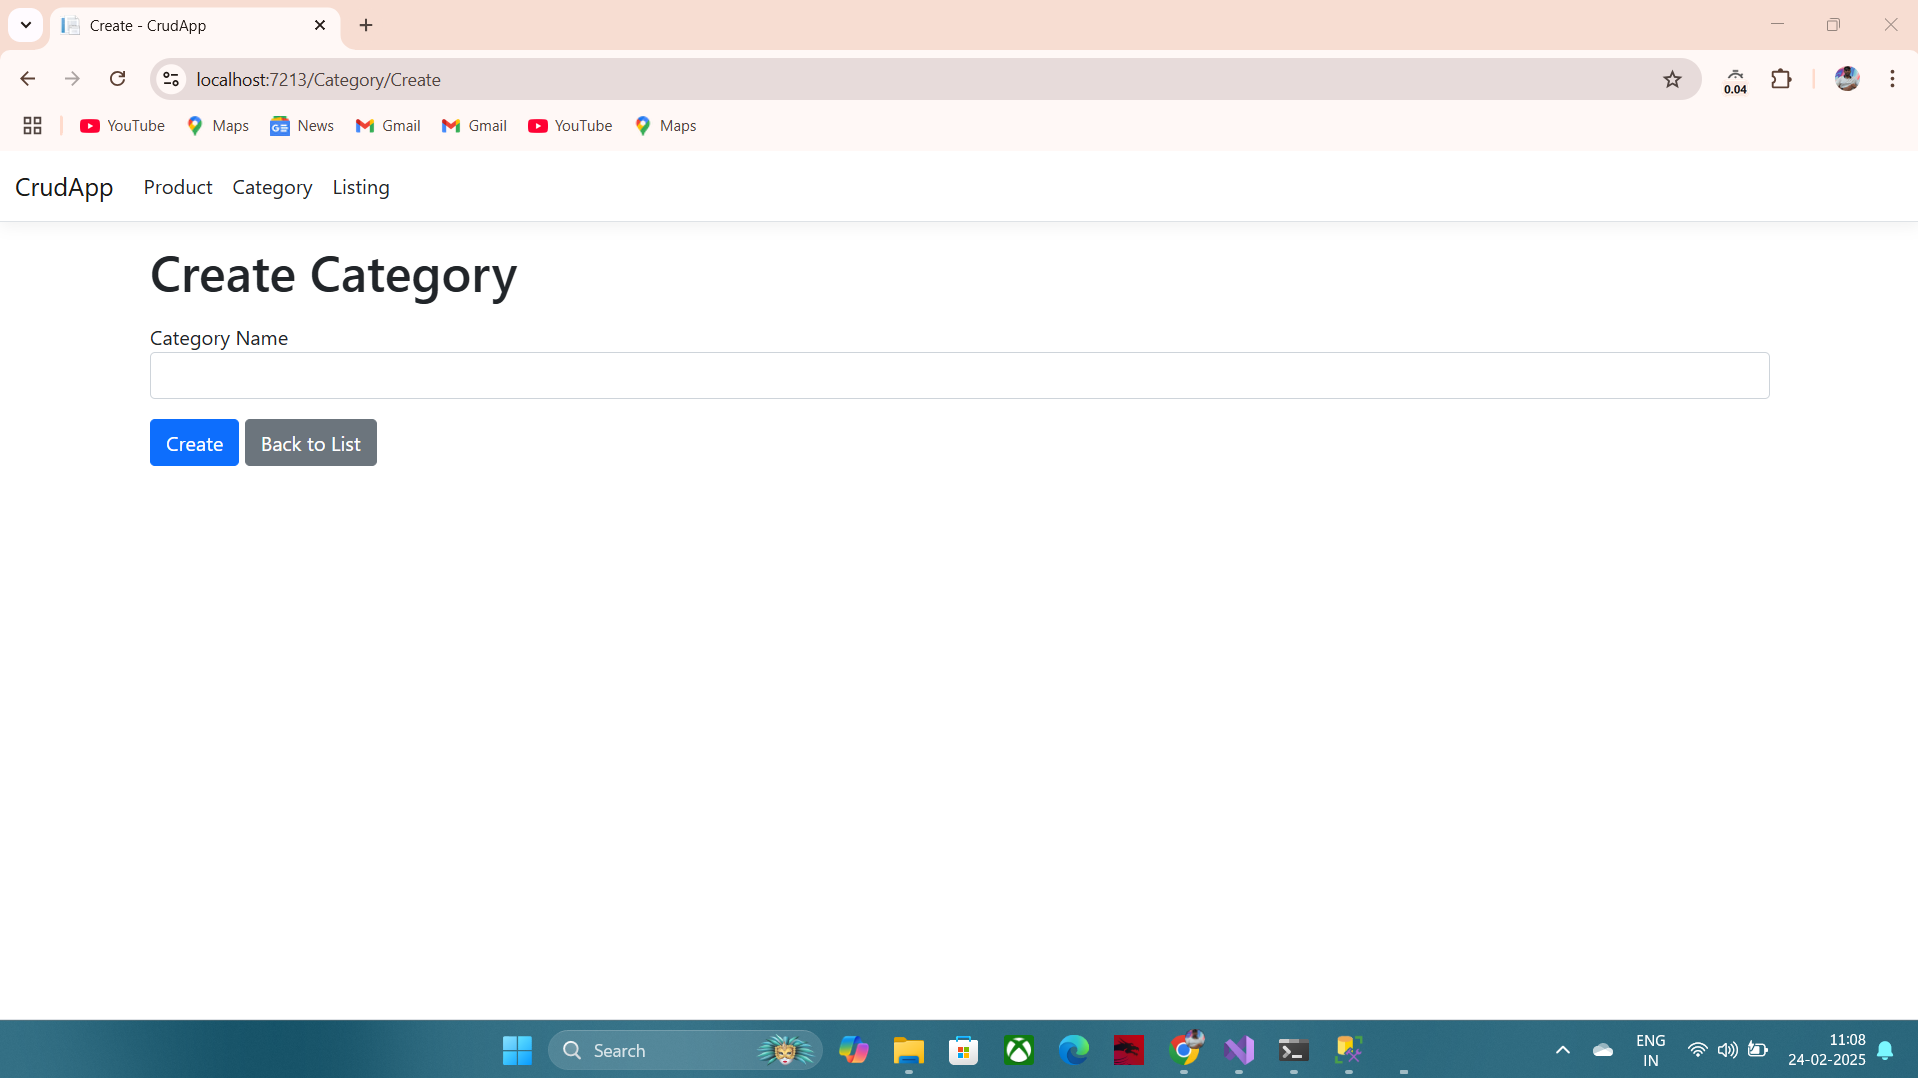 Create - CrudApp
localhost:7213/Category/Create
0.04
YouTube Maps News Gmail Gmail YouTube Maps
CrudApp Product Category Listing
Create Category
Category Name
Create Back to List
Search
ENG
IN
11:08
24-02-2025